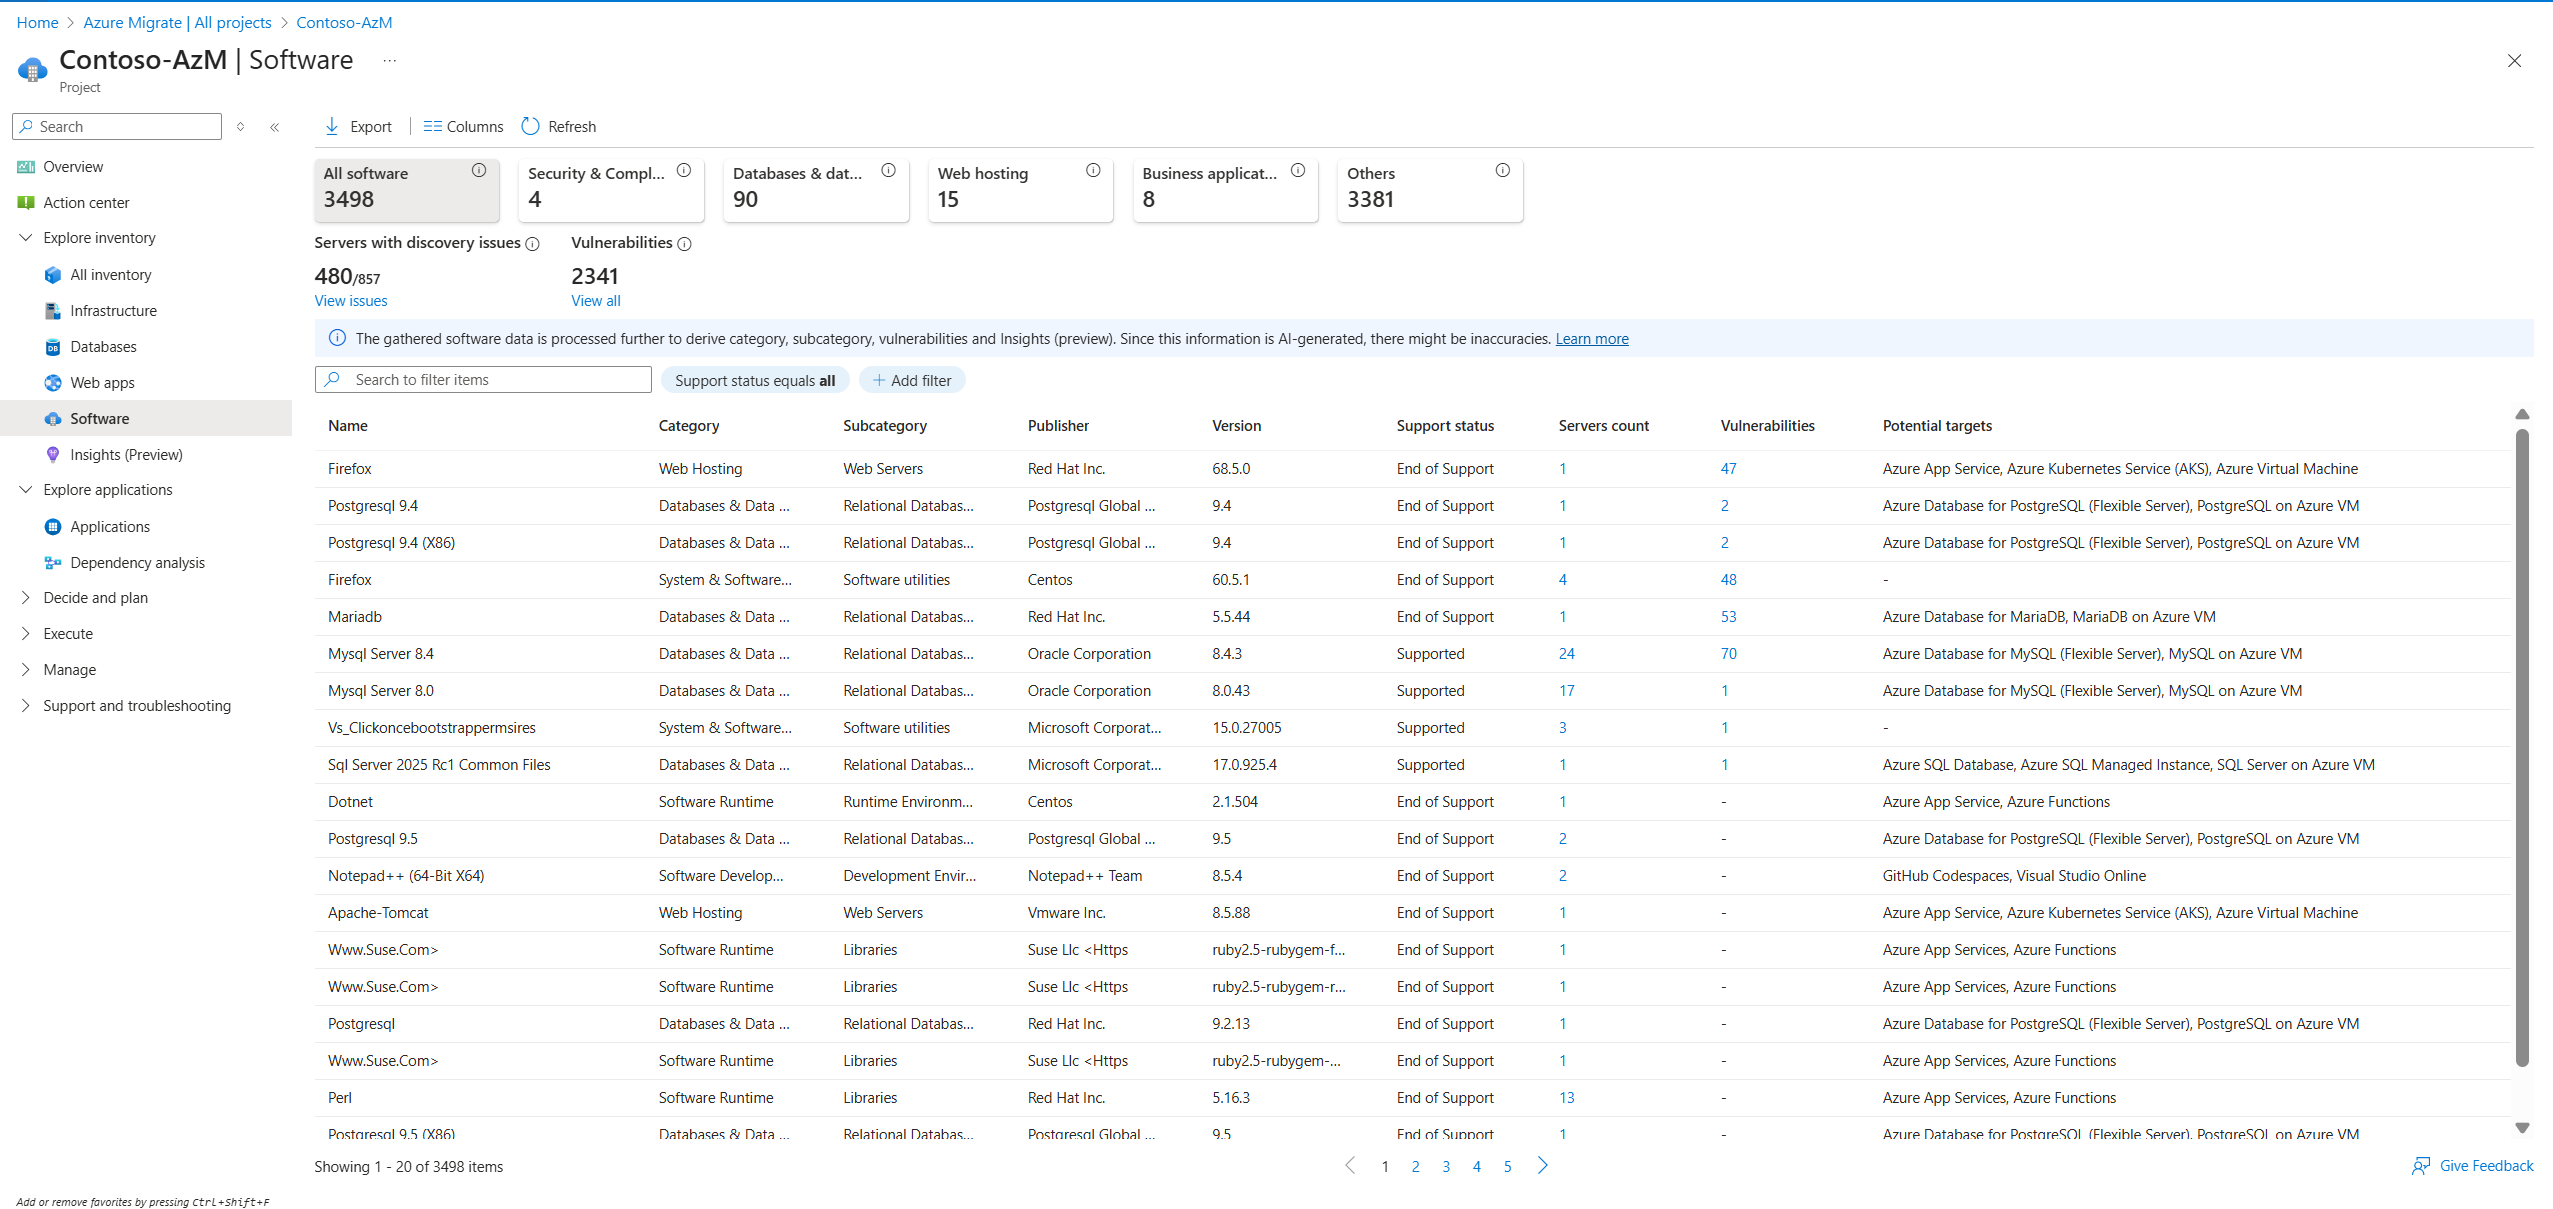 Home > Azure Migrate | All projects > Contoso-AzM
Contoso-AzM | Software ...
Project
Search
Overview
Action center
Explore inventory
All inventory
Infrastructure
Databases
Web apps
Software
Insights (Preview)
Explore applications
Applications
Dependency analysis
Decide and plan
Execute
Manage
Support and troubleshooting
Export | Columns Refresh
All software 3498
Security & Compl... 4
Databases & dat... 90
Web hosting 15
Business applicat... 8
Others 3381
Servers with discovery issues
480/857
View issues
Vulnerabilities
2341
View all
The gathered software data is processed further to derive category, subcategory, vulnerabilities and Insights (preview). Since this information is AI-generated, there might be inaccuracies. Learn more
Search to filter items Support status equals all + Add filter
Name Category Subcategory Publisher Version Support status Servers count Vulnerabilities Potential targets
Firefox Web Hosting Web Servers Red Hat Inc. 68.5.0 End of Support 1 47 Azure App Service, Azure Kubernetes Service (AKS), Azure Virtual Machine
Postgresql 9.4 Databases & Data ... Relational Databas... Postgresql Global ... 9.4 End of Support 1 2 Azure Database for PostgreSQL (Flexible Server), PostgreSQL on Azure VM
Postgresql 9.4 (X86) Databases & Data ... Relational Databas... Postgresql Global ... 9.4 End of Support 1 2 Azure Database for PostgreSQL (Flexible Server), PostgreSQL on Azure VM
Firefox System & Software... Software utilities Centos 60.5.1 End of Support 4 48 -
Mariadb Databases & Data ... Relational Databas... Red Hat Inc. 5.5.44 End of Support 1 53 Azure Database for MariaDB, MariaDB on Azure VM
Mysql Server 8.4 Databases & Data ... Relational Databas... Oracle Corporation 8.4.3 Supported 24 70 Azure Database for MySQL (Flexible Server), MySQL on Azure VM
Mysql Server 8.0 Databases & Data ... Relational Databas... Oracle Corporation 8.0.43 Supported 17 1 Azure Database for MySQL (Flexible Server), MySQL on Azure VM
Vs_Clickoncebootstrappermsires System & Software... Software utilities Microsoft Corporat... 15.0.27005 Supported 3 1 -
Sql Server 2025 Rc1 Common Files Databases & Data ... Relational Databas... Microsoft Corporat... 17.0.925.4 Supported 1 1 Azure SQL Database, Azure SQL Managed Instance, SQL Server on Azure VM
Dotnet Software Runtime Runtime Environm... Centos 2.1.504 End of Support 1 - Azure App Service, Azure Functions
Postgresql 9.5 Databases & Data ... Relational Databas... Postgresql Global ... 9.5 End of Support 2 - Azure Database for PostgreSQL (Flexible Server), PostgreSQL on Azure VM
Notepad++ (64-Bit X64) Software Develop... Development Envir... Notepad++ Team 8.5.4 End of Support 2 - GitHub Codespaces, Visual Studio Online
Apache-Tomcat Web Hosting Web Servers Vmware Inc. 8.5.88 End of Support 1 - Azure App Service, Azure Kubernetes Service (AKS), Azure Virtual Machine
Www.Suse.Com> Software Runtime Libraries Suse Llc <Https ruby2.5-rubygem-f... End of Support 1 - Azure App Services, Azure Functions
Www.Suse.Com> Software Runtime Libraries Suse Llc <Https ruby2.5-rubygem-r... End of Support 1 - Azure App Services, Azure Functions
Postgresql Databases & Data ... Relational Databas... Red Hat Inc. 9.2.13 End of Support 1 - Azure Database for PostgreSQL (Flexible Server), PostgreSQL on Azure VM
Www.Suse.Com> Software Runtime Libraries Suse Llc <Https ruby2.5-rubygem-... End of Support 1 - Azure App Services, Azure Functions
Perl Software Runtime Libraries Red Hat Inc. 5.16.3 End of Support 13 - Azure App Services, Azure Functions
Postgresql 9.5 (X86) Databases & Data ... Relational Databas... Postgresql Global ... 9.5 End of Support 1 - Azure Database for PostgreSQL (Flexible Server), PostgreSQL on Azure VM
Showing 1 - 20 of 3498 items < 1 2 3 4 5 > Give Feedback
Add or remove favorites by pressing Ctrl+Shift+F